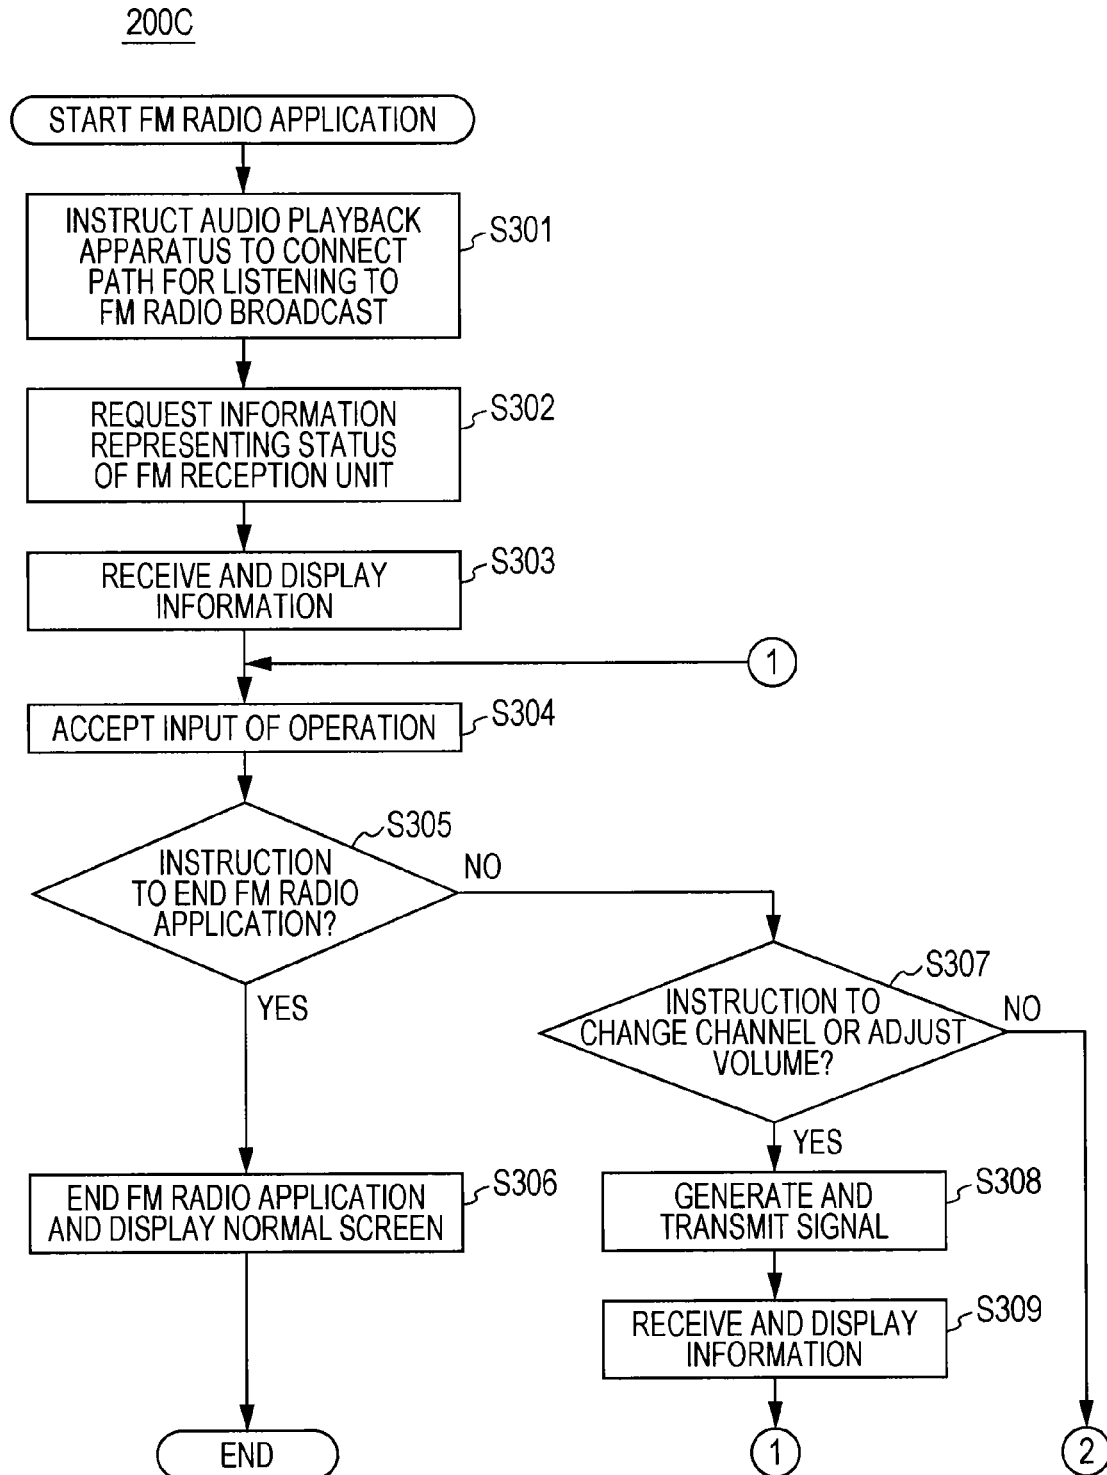 200C
START FM RADIO APPLICATION
INSTRUCT AUDIO PLAYBACK
APPARATUS TO CONNECT
PATH FOR LISTENING TO
FM RADIO BROADCAST
S301
REQUEST INFORMATION
REPRESENTING STATUS
OF FM RECEPTION UNIT
S302
RECEIVE AND DISPLAY
INFORMATION
S303
1
ACCEPT INPUT OF OPERATION
S304
INSTRUCTION
TO END FM RADIO
APPLICATION?
S305
NO
YES
INSTRUCTION TO
CHANGE CHANNEL OR ADJUST
VOLUME?
S307
NO
YES
END FM RADIO APPLICATION
AND DISPLAY NORMAL SCREEN
S306
GENERATE AND
TRANSMIT SIGNAL
S308
RECEIVE AND DISPLAY
INFORMATION
S309
END
1
2